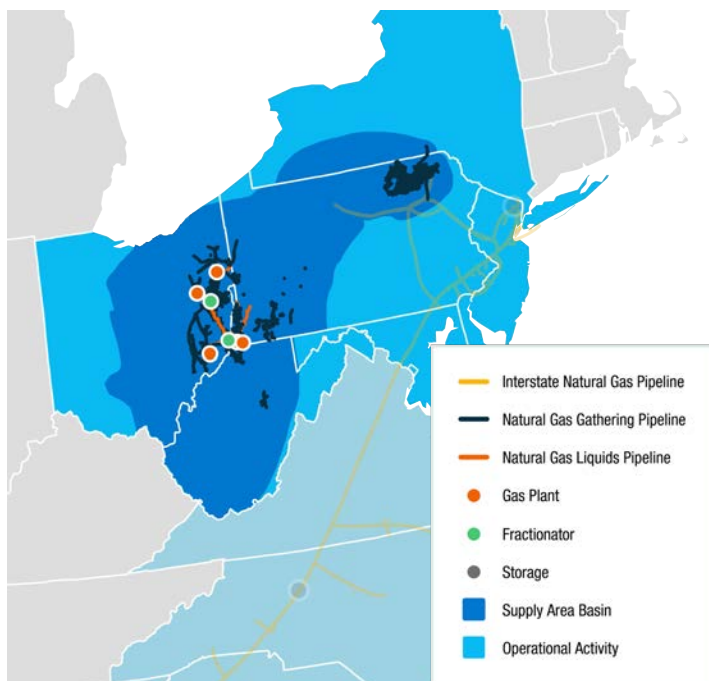 Interstate Natural Gas Pipeline
Natural Gas Gathering Pipeline
Natural Gas Liquids Pipeline
Gas Plant
Fractionator
Storage
Supply Area Basin
Operational Activity